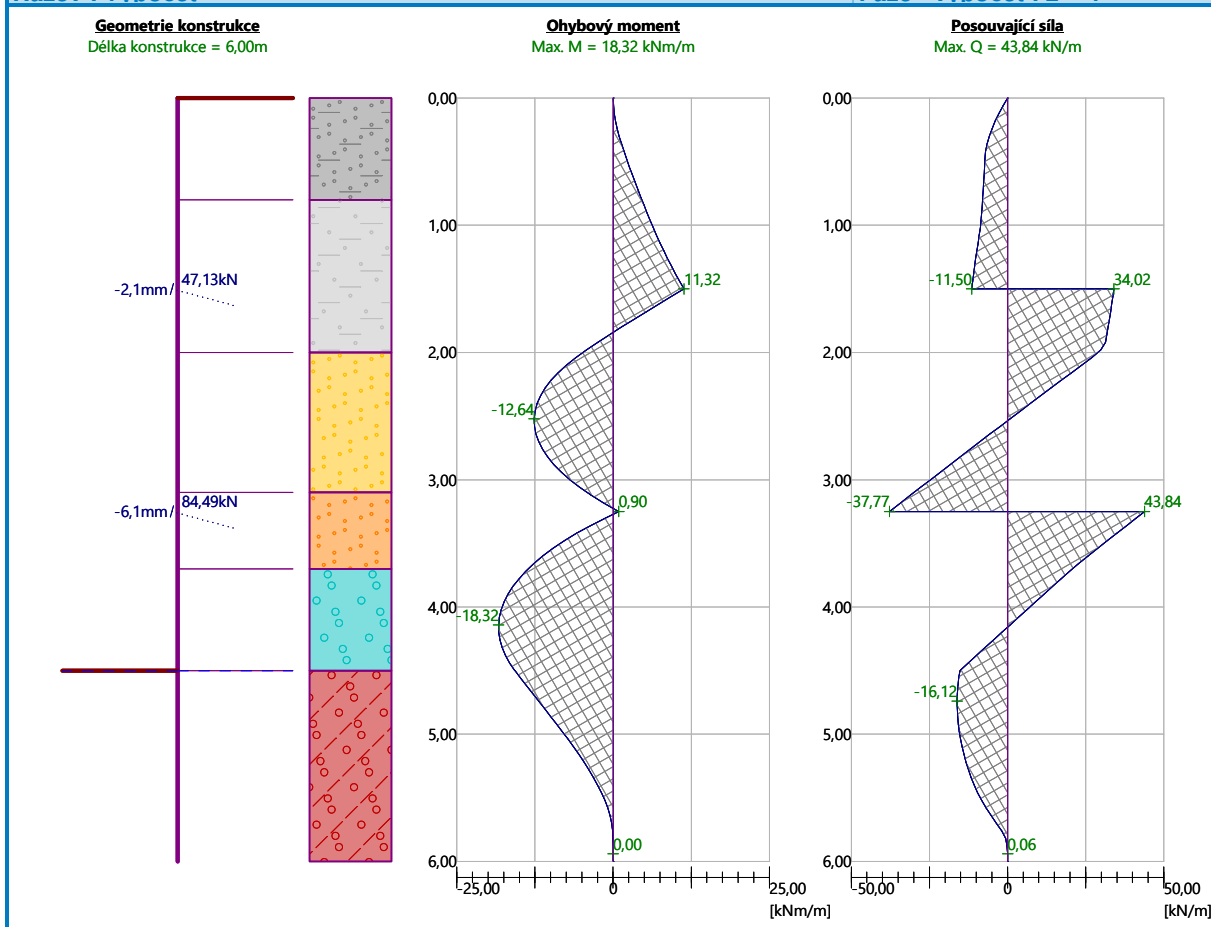 Geometrie konstrukce
Délka konstrukce = 6,00m
-2,1mm/
47,13kN
-6,1mm/
84,49kN
Ohybový moment
Max. M = 18,32 kNm/m
0,00
1,00
2,00
3,00
4,00
5,00
6,00
11,32
-12,64
0,90
-18,32
0,00
-25,00
0
25,00
[kNm/m]
Posouvající síla
Max. Q = 43,84 kN/m
0,00
1,00
2,00
3,00
4,00
5,00
6,00
-11,50
34,02
-37,77
43,84
-16,12
0,06
-50,00
0
50,00
[kN/m]